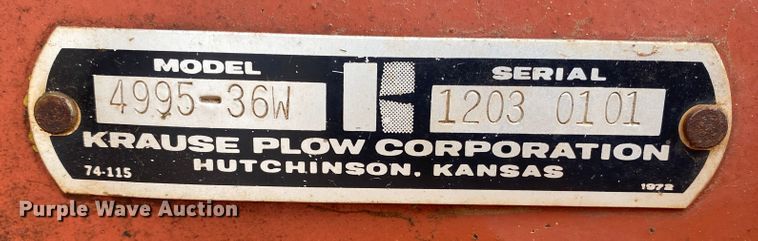 MODEL SERIAL
4995-36W 1203 0101
KRAUSE PLOW CORPORATION
HUTCHINSON, KANSAS
74-115 1972
Purple Wave Auction